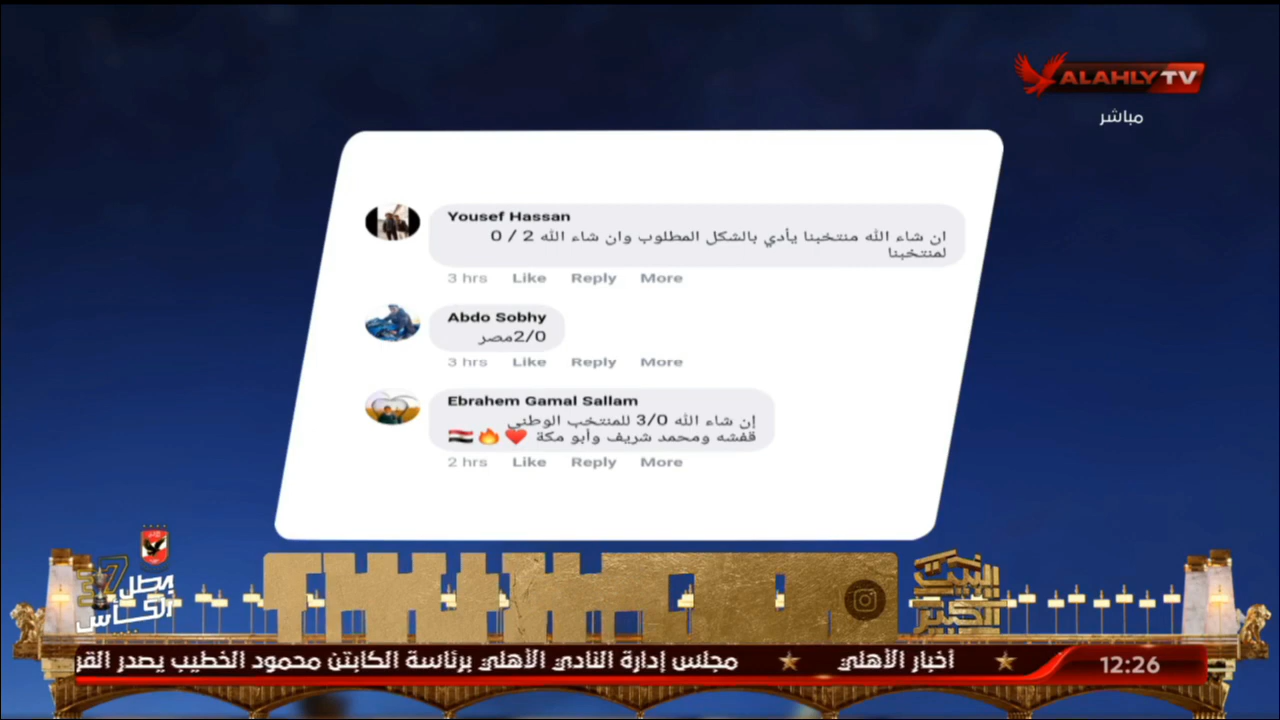 ALAHLY TV
مباشر
Yousef Hassan
ان شاء الله منتخبنا يأدي بالشكل المطلوب وان شاء الله 2 / 0
لمنتخبنا
3 hrs Like Reply More
Abdo Sobhy
2/0مصر
3 hrs Like Reply More
Ebrahem Gamal Sallam
إن شاء الله 3/0 للمنتخب الوطني
قفشه ومحمد شريف وأبو مكة ❤️🔥🇪🇬
2 hrs Like Reply More
بطل 37
الكأس
البيت
الكبير
أخبار الأهلي ★ مجلس إدارة النادي الأهلي برئاسة الكابتن محمود الخطيب يصدر القر
12:26